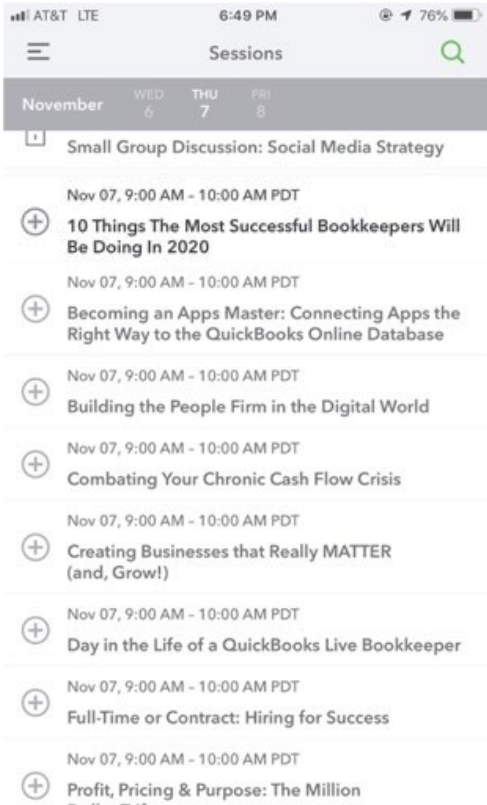 AT&T LTE 6:49 PM 76%
Sessions
November WED 6 THU 7 FRI 8
Small Group Discussion: Social Media Strategy
Nov 07, 9:00 AM – 10:00 AM PDT
10 Things The Most Successful Bookkeepers Will
Be Doing In 2020
Nov 07, 9:00 AM – 10:00 AM PDT
Becoming an Apps Master: Connecting Apps the
Right Way to the QuickBooks Online Database
Nov 07, 9:00 AM – 10:00 AM PDT
Building the People Firm in the Digital World
Nov 07, 9:00 AM – 10:00 AM PDT
Combating Your Chronic Cash Flow Crisis
Nov 07, 9:00 AM – 10:00 AM PDT
Creating Businesses that Really MATTER
(and, Grow!)
Nov 07, 9:00 AM – 10:00 AM PDT
Day in the Life of a QuickBooks Live Bookkeeper
Nov 07, 9:00 AM – 10:00 AM PDT
Full-Time or Contract: Hiring for Success
Nov 07, 9:00 AM – 10:00 AM PDT
Profit, Pricing & Purpose: The Million